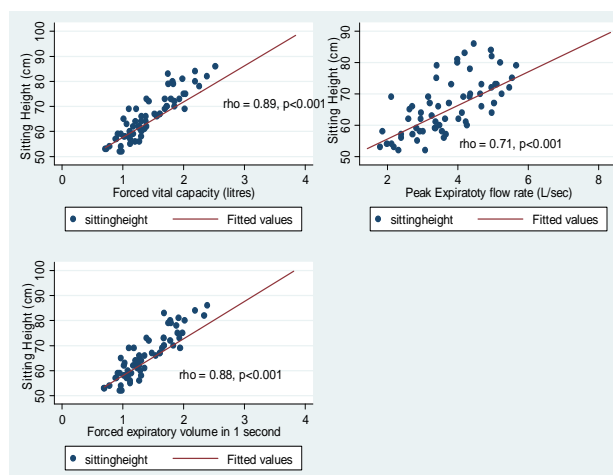 Sitting Height (cm)
100
90
80
70
60
50
rho = 0.89, p<0.001
0 1 2 3 4
Forced vital capacity (litres)
sittingheight Fitted values
Sitting Height (cm)
90
80
70
60
50
rho = 0.71, p<0.001
2 4 6 8
Peak Expiratoty flow rate (L/sec)
sittingheight Fitted values
Sitting Height (cm)
100
90
80
70
60
50
rho = 0.88, p<0.001
0 1 2 3 4
Forced expiratory volume in 1 second
sittingheight Fitted values